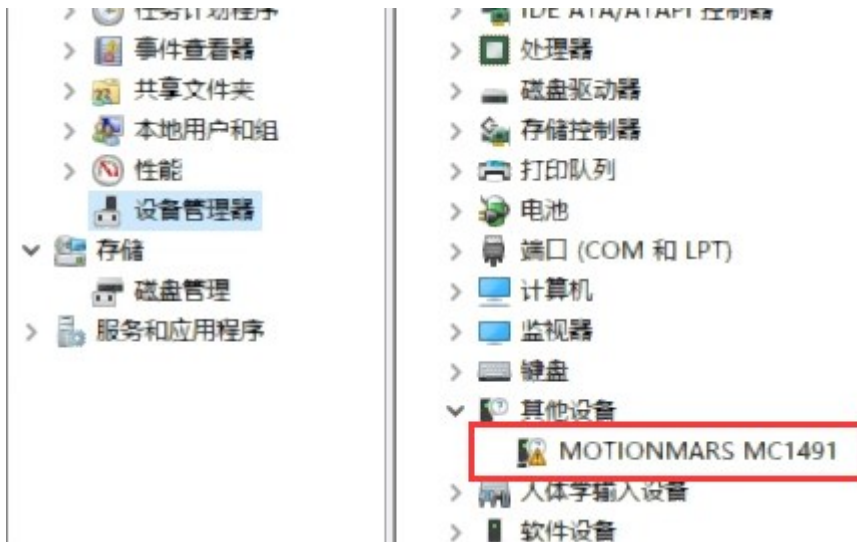 任务计划程序
事件查看器
共享文件夹
本地用户和组
性能
设备管理器
存储
磁盘管理
服务和应用程序
IDE ATA/ATAPI 控制器
处理器
磁盘驱动器
存储控制器
打印队列
电池
端口 (COM 和 LPT)
计算机
监视器
键盘
其他设备
MOTIONMARS MC1491
人体学输入设备
软件设备